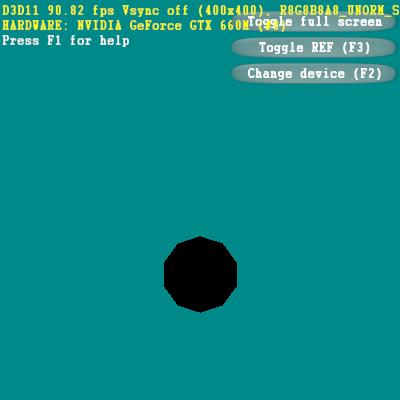 D3D11 90.82 fps Vsync off (400x400), R8G8B8A8_UNORM_S
Toggle full screen
HARDWARE: NVIDIA GeForce GTX 660M
Toggle REF (F3)
Press F1 for help
Change device (F2)